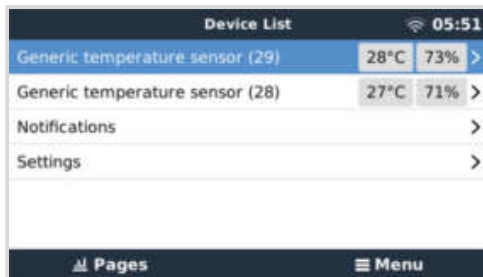 Device List 05:51
Generic temperature sensor (29) 28°C 73%
Generic temperature sensor (28) 27°C 71%
Notifications
Settings
Pages Menu